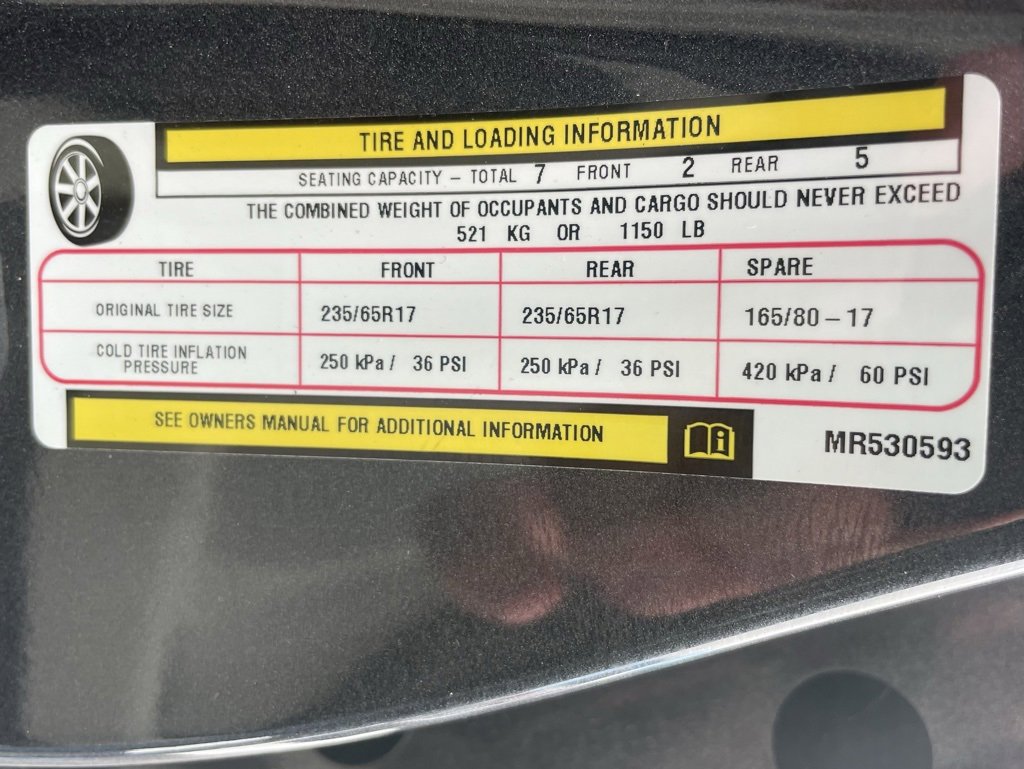 TIRE AND LOADING INFORMATION
SEATING CAPACITY – TOTAL 7 FRONT 2 REAR 5
THE COMBINED WEIGHT OF OCCUPANTS AND CARGO SHOULD NEVER EXCEED
521 KG OR 1150 LB
TIRE FRONT REAR SPARE
ORIGINAL TIRE SIZE 235/65R17 235/65R17 165/80 – 17
COLD TIRE INFLATION
PRESSURE 250 kPa / 36 PSI 250 kPa / 36 PSI 420 kPa / 60 PSI
SEE OWNERS MANUAL FOR ADDITIONAL INFORMATION
MR530593